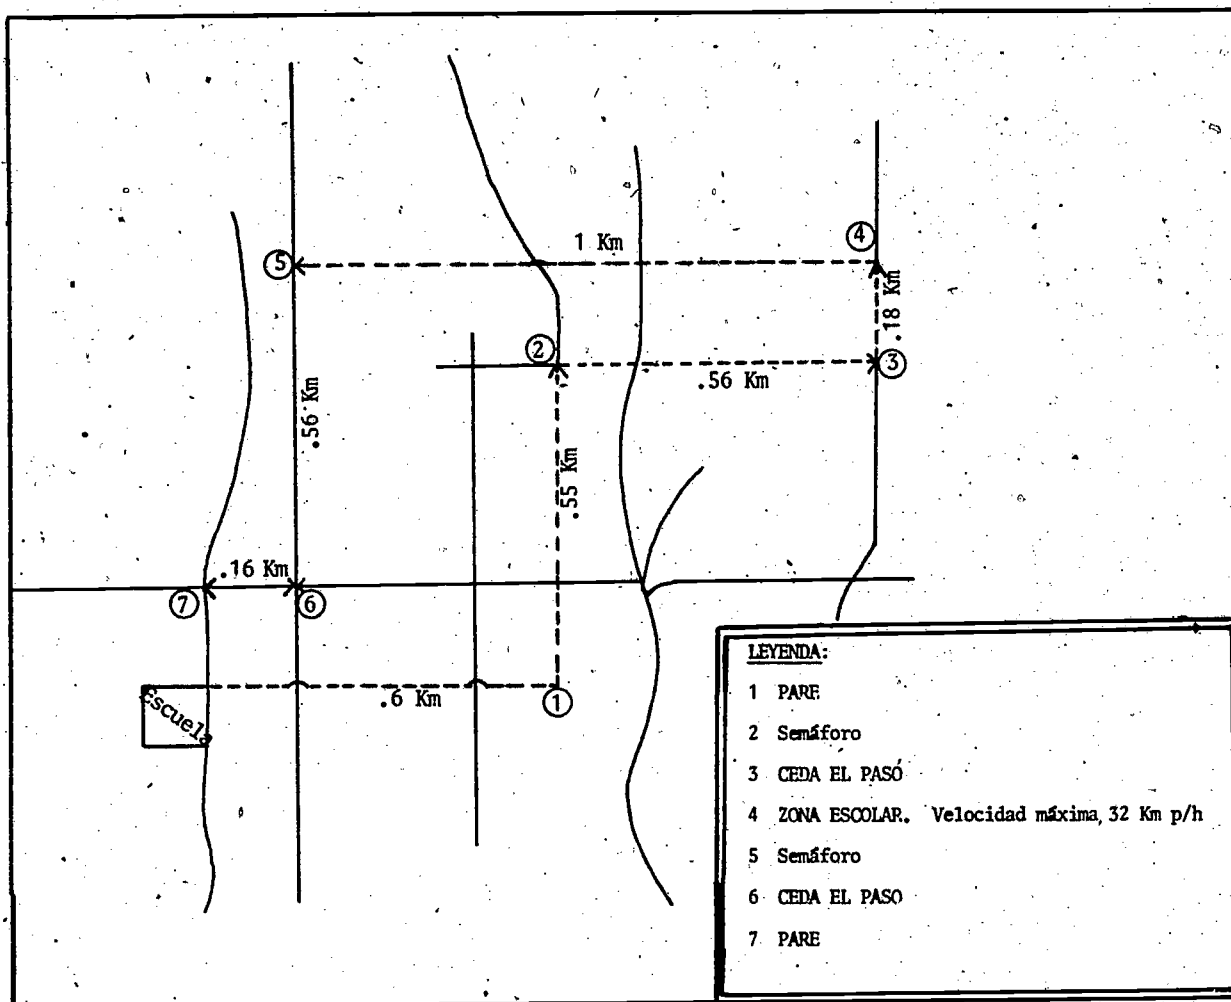 ④
1 Km
⑤
.18 Km
②
③
.56 Km
.56 Km
.55 Km
.16 Km
⑦
⑥
Escuela
.6 Km
①
LEYENDA:
1 PARE
2 Semáforo
3 CEDA EL PASO
4 ZONA ESCOLAR. Velocidad máxima, 32 Km p/h
5 Semáforo
6 CEDA EL PASO
7 PARE